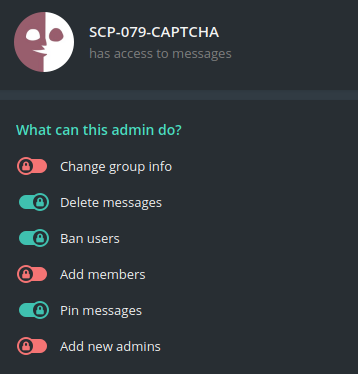 SCP-079-CAPTCHA
has access to messages
What can this admin do?
Change group info
Delete messages
Ban users
Add members
Pin messages
Add new admins